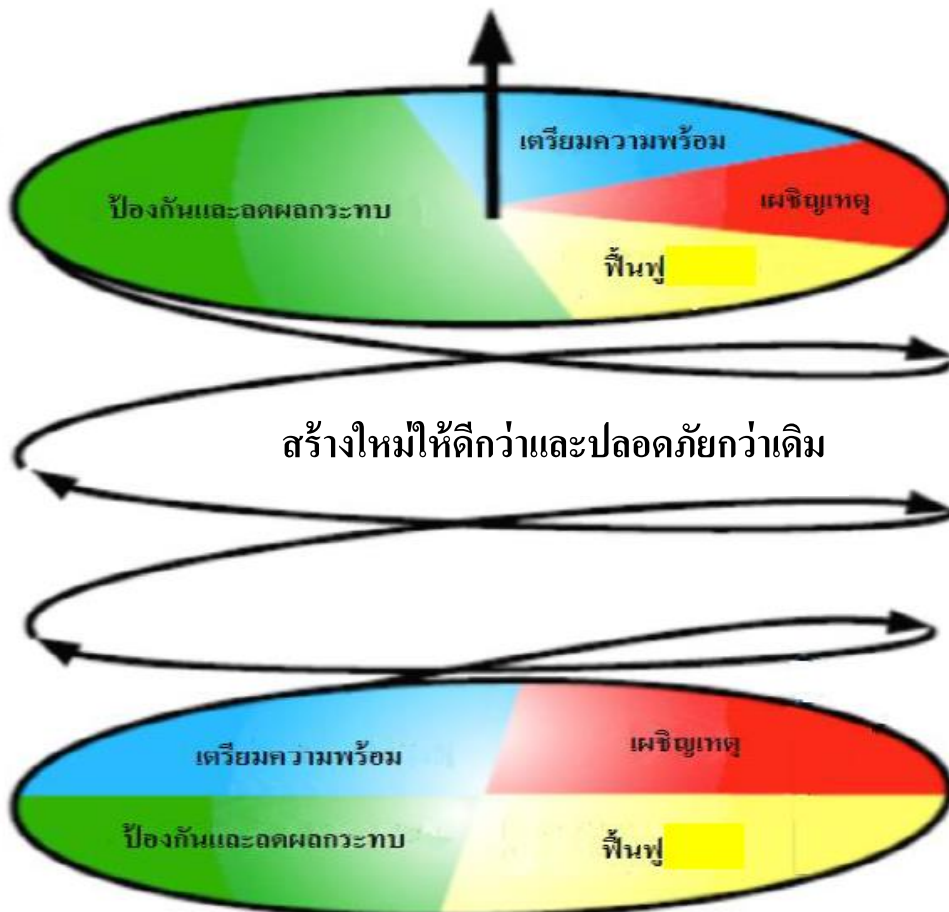 เตรียมความพร้อม
เผชิญเหตุ
ป้องกันและลดผลกระทบ
ฟื้นฟู
สร้างใหม่ให้ดีกว่าและปลอดภัยกว่าเดิม
เตรียมความพร้อม
เผชิญเหตุ
ป้องกันและลดผลกระทบ
ฟื้นฟู